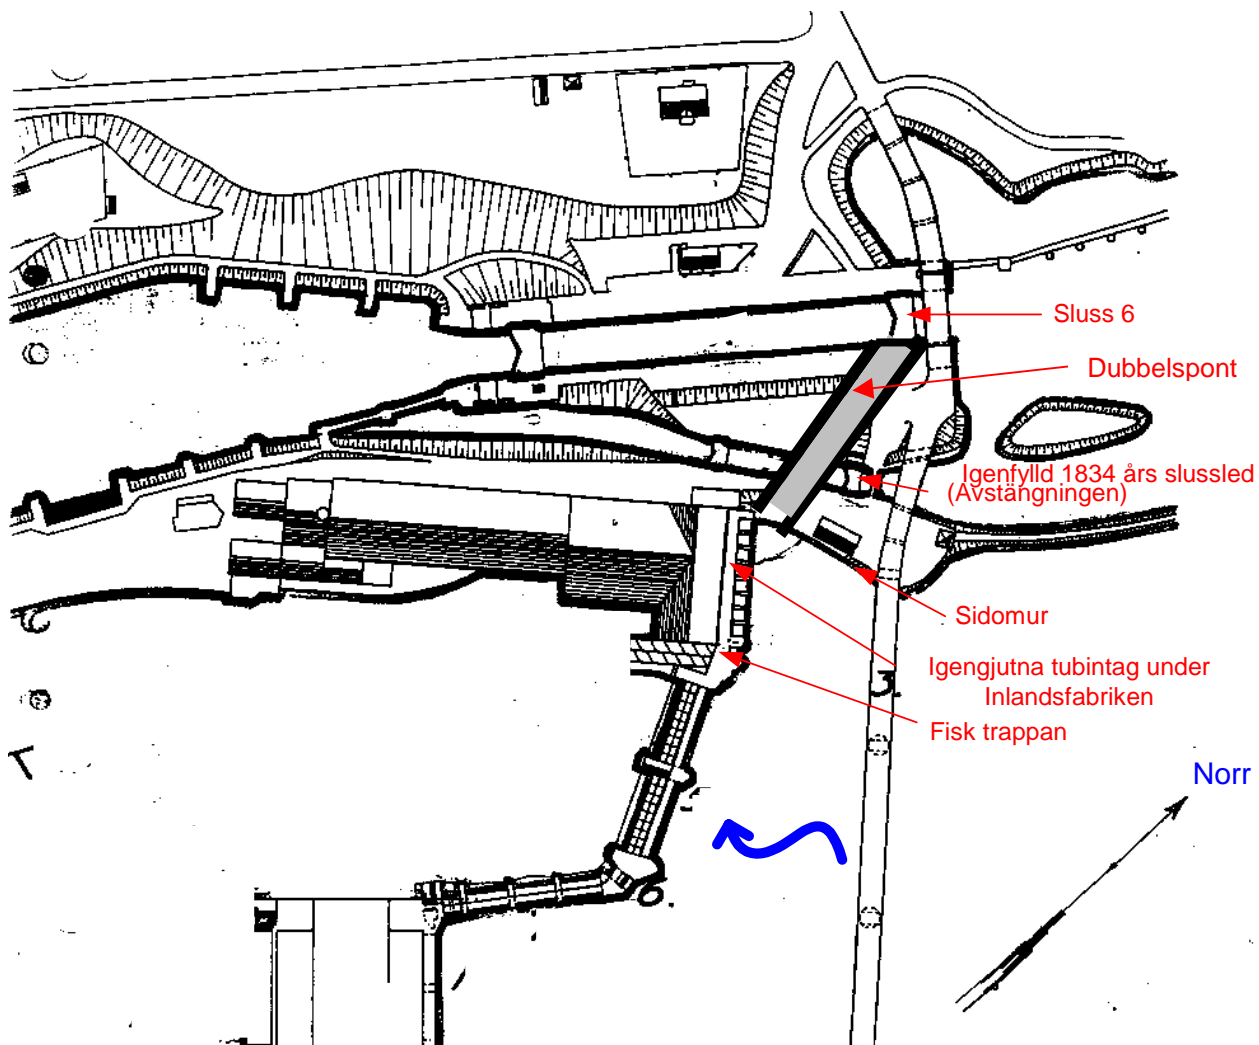 Sluss 6
Dubbelspont
Igenfylld 1834 års slussled
(Avstängningen)
Sidomur
Igengjutna tubintag under
Inlandsfabriken
Fisk trappan
Norr